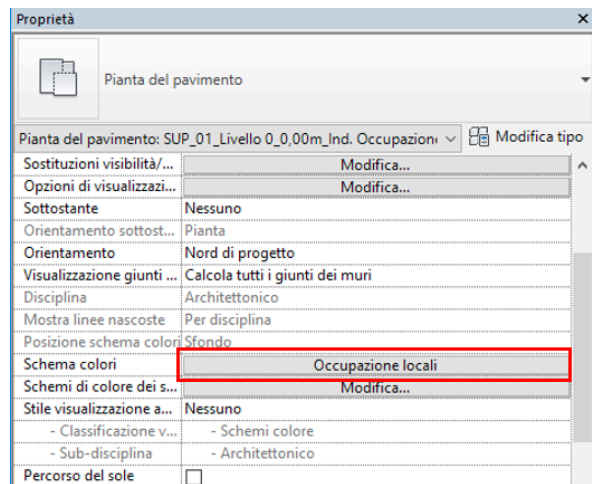 Proprietà ×
Pianta del pavimento
Pianta del pavimento: SUP_01_Livello 0_0,00m_Ind. Occupazion Modifica tipo
Sostituzioni visibilità/... Modifica...
Opzioni di visualizzazi... Modifica...
Sottostante Nessuno
Orientamento sottost... Pianta
Orientamento Nord di progetto
Visualizzazione giunti ... Calcola tutti i giunti dei muri
Disciplina Architettonico
Mostra linee nascoste Per disciplina
Posizione schema colori Sfondo
Schema colori Occupazione locali
Schemi di colore dei s... Modifica...
Stile visualizzazione a... Nessuno
- Classificazione v... - Schemi colore
- Sub-disciplina - Architettonico
Percorso del sole